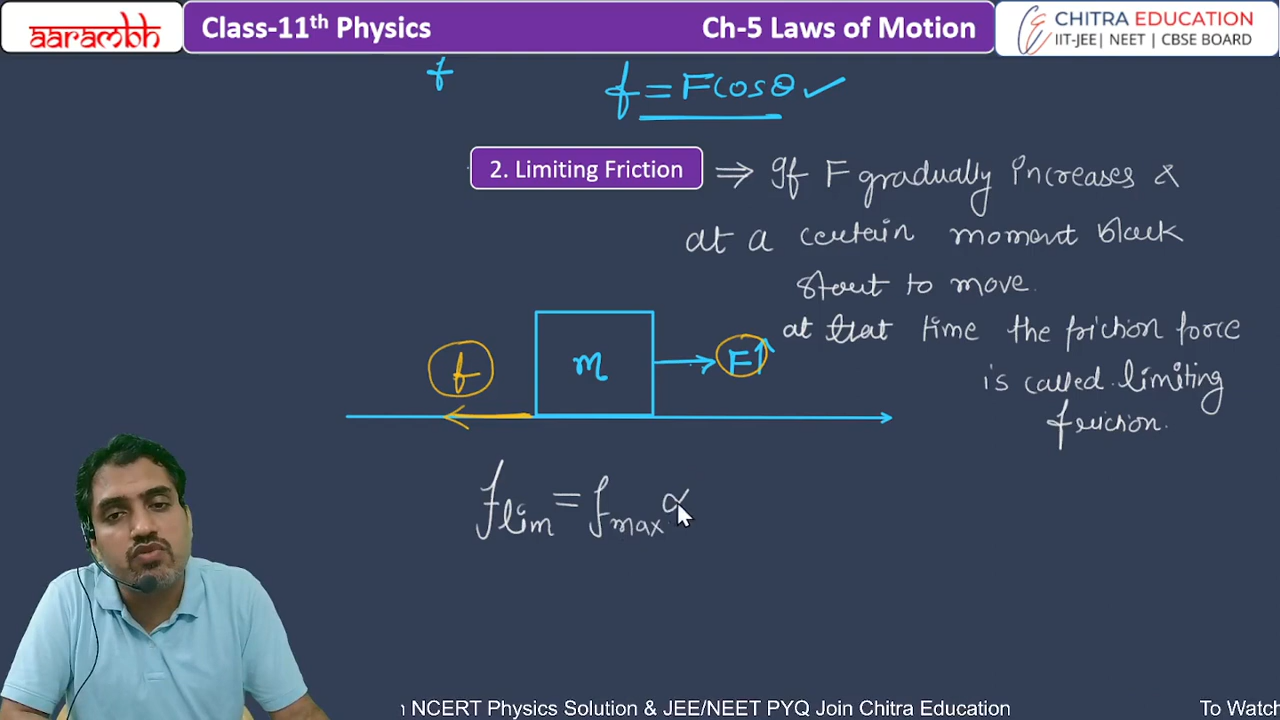 aarambh
Class-11th Physics
Ch-5 Laws of Motion
CHITRA EDUCATION
IIT-JEE| NEET | CBSE BOARD
f
f = Fcosθ ✓
2. Limiting Friction ⇒ If F gradually increases &
at a certain moment block
start to move.
at that time the friction force
is called limiting
friction.
f
m
F↑
flim = fmax ∝
NCERT Physics Solution & JEE/NEET PYQ Join Chitra Education
To Watch